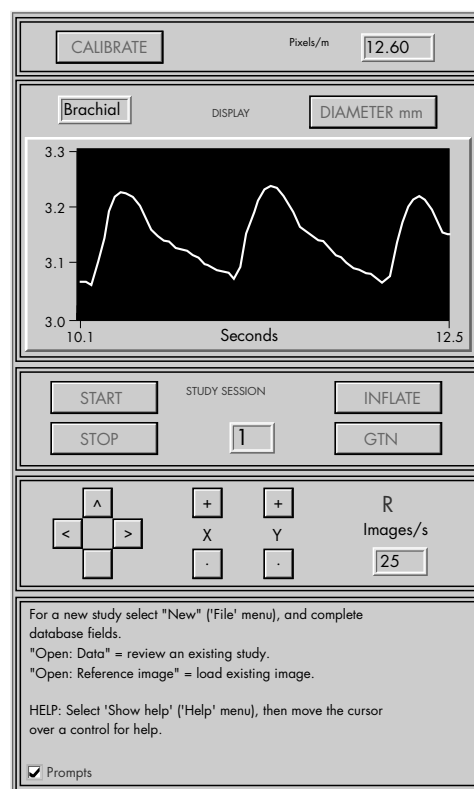 CALIBRATE Pixels/m 12.60
Brachial DISPLAY DIAMETER mm
3.3
3.2
3.1
3.0
10.1 Seconds 12.5
START STUDY SESSION INFLATE
STOP 1 GTN
^ + + R
< > X Y Images/s
. . 25
For a new study select "New" ('File' menu), and complete
database fields.
"Open: Data" = review an existing study.
"Open: Reference image" = load existing image.
HELP: Select 'Show help' ('Help' menu), then move the cursor
over a control for help.
Prompts